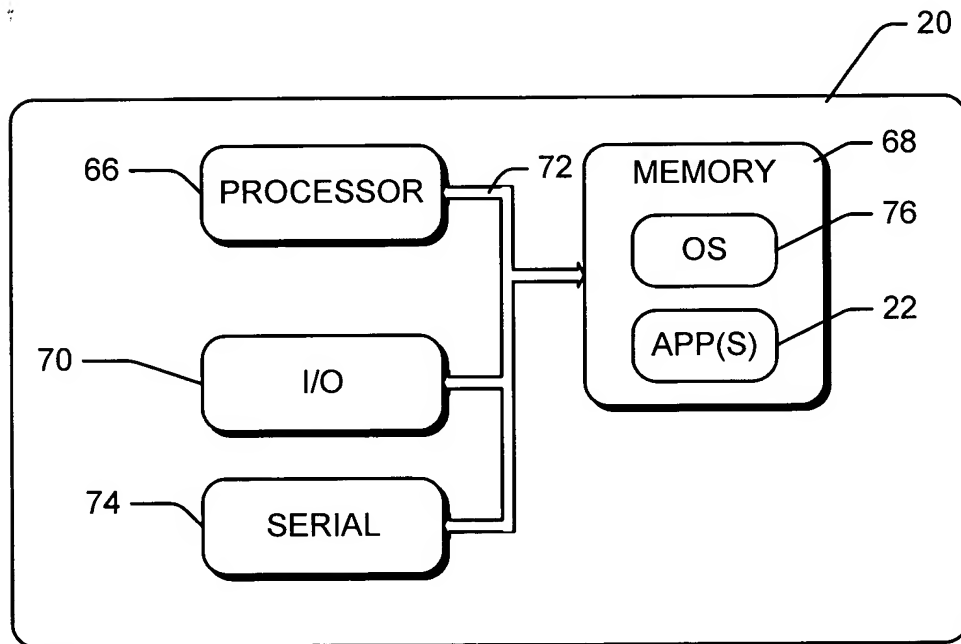 20
66
PROCESSOR
72
68
MEMORY
76
OS
22
APP(S)
70
I/O
74
SERIAL